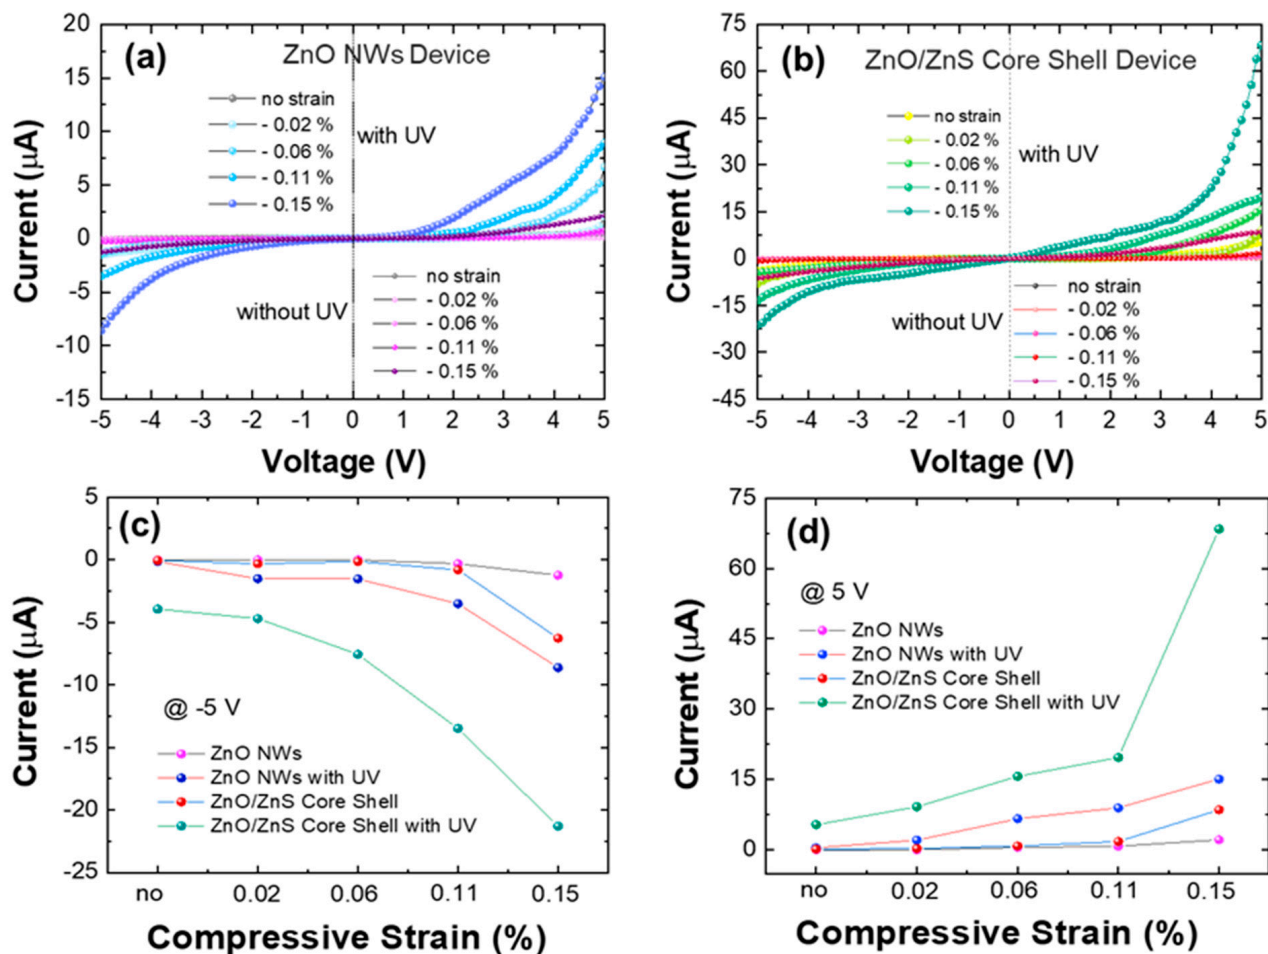 (a)
ZnO NWs Device
no strain
- 0.02 %
- 0.06 %
- 0.11 %
- 0.15 %
with UV
without UV
no strain
- 0.02 %
- 0.06 %
- 0.11 %
- 0.15 %
20
15
10
5
0
-5
-10
-15
Current (μA)
-5 -4 -3 -2 -1 0 1 2 3 4 5
Voltage (V)
(b)
ZnO/ZnS Core Shell Device
no strain
- 0.02 %
- 0.06 %
- 0.11 %
- 0.15 %
with UV
without UV
no strain
- 0.02 %
- 0.06 %
- 0.11 %
- 0.15 %
75
60
45
30
15
0
-15
-30
-45
Current (μA)
-5 -4 -3 -2 -1 0 1 2 3 4 5
Voltage (V)
(c)
@ -5 V
ZnO NWs
ZnO NWs with UV
ZnO/ZnS Core Shell
ZnO/ZnS Core Shell with UV
5
0
-5
-10
-15
-20
-25
Current (μA)
no 0.02 0.06 0.11 0.15
Compressive Strain (%)
(d)
@ 5 V
ZnO NWs
ZnO NWs with UV
ZnO/ZnS Core Shell
ZnO/ZnS Core Shell with UV
75
60
45
30
15
0
Current (μA)
no 0.02 0.06 0.11 0.15
Compressive Strain (%)